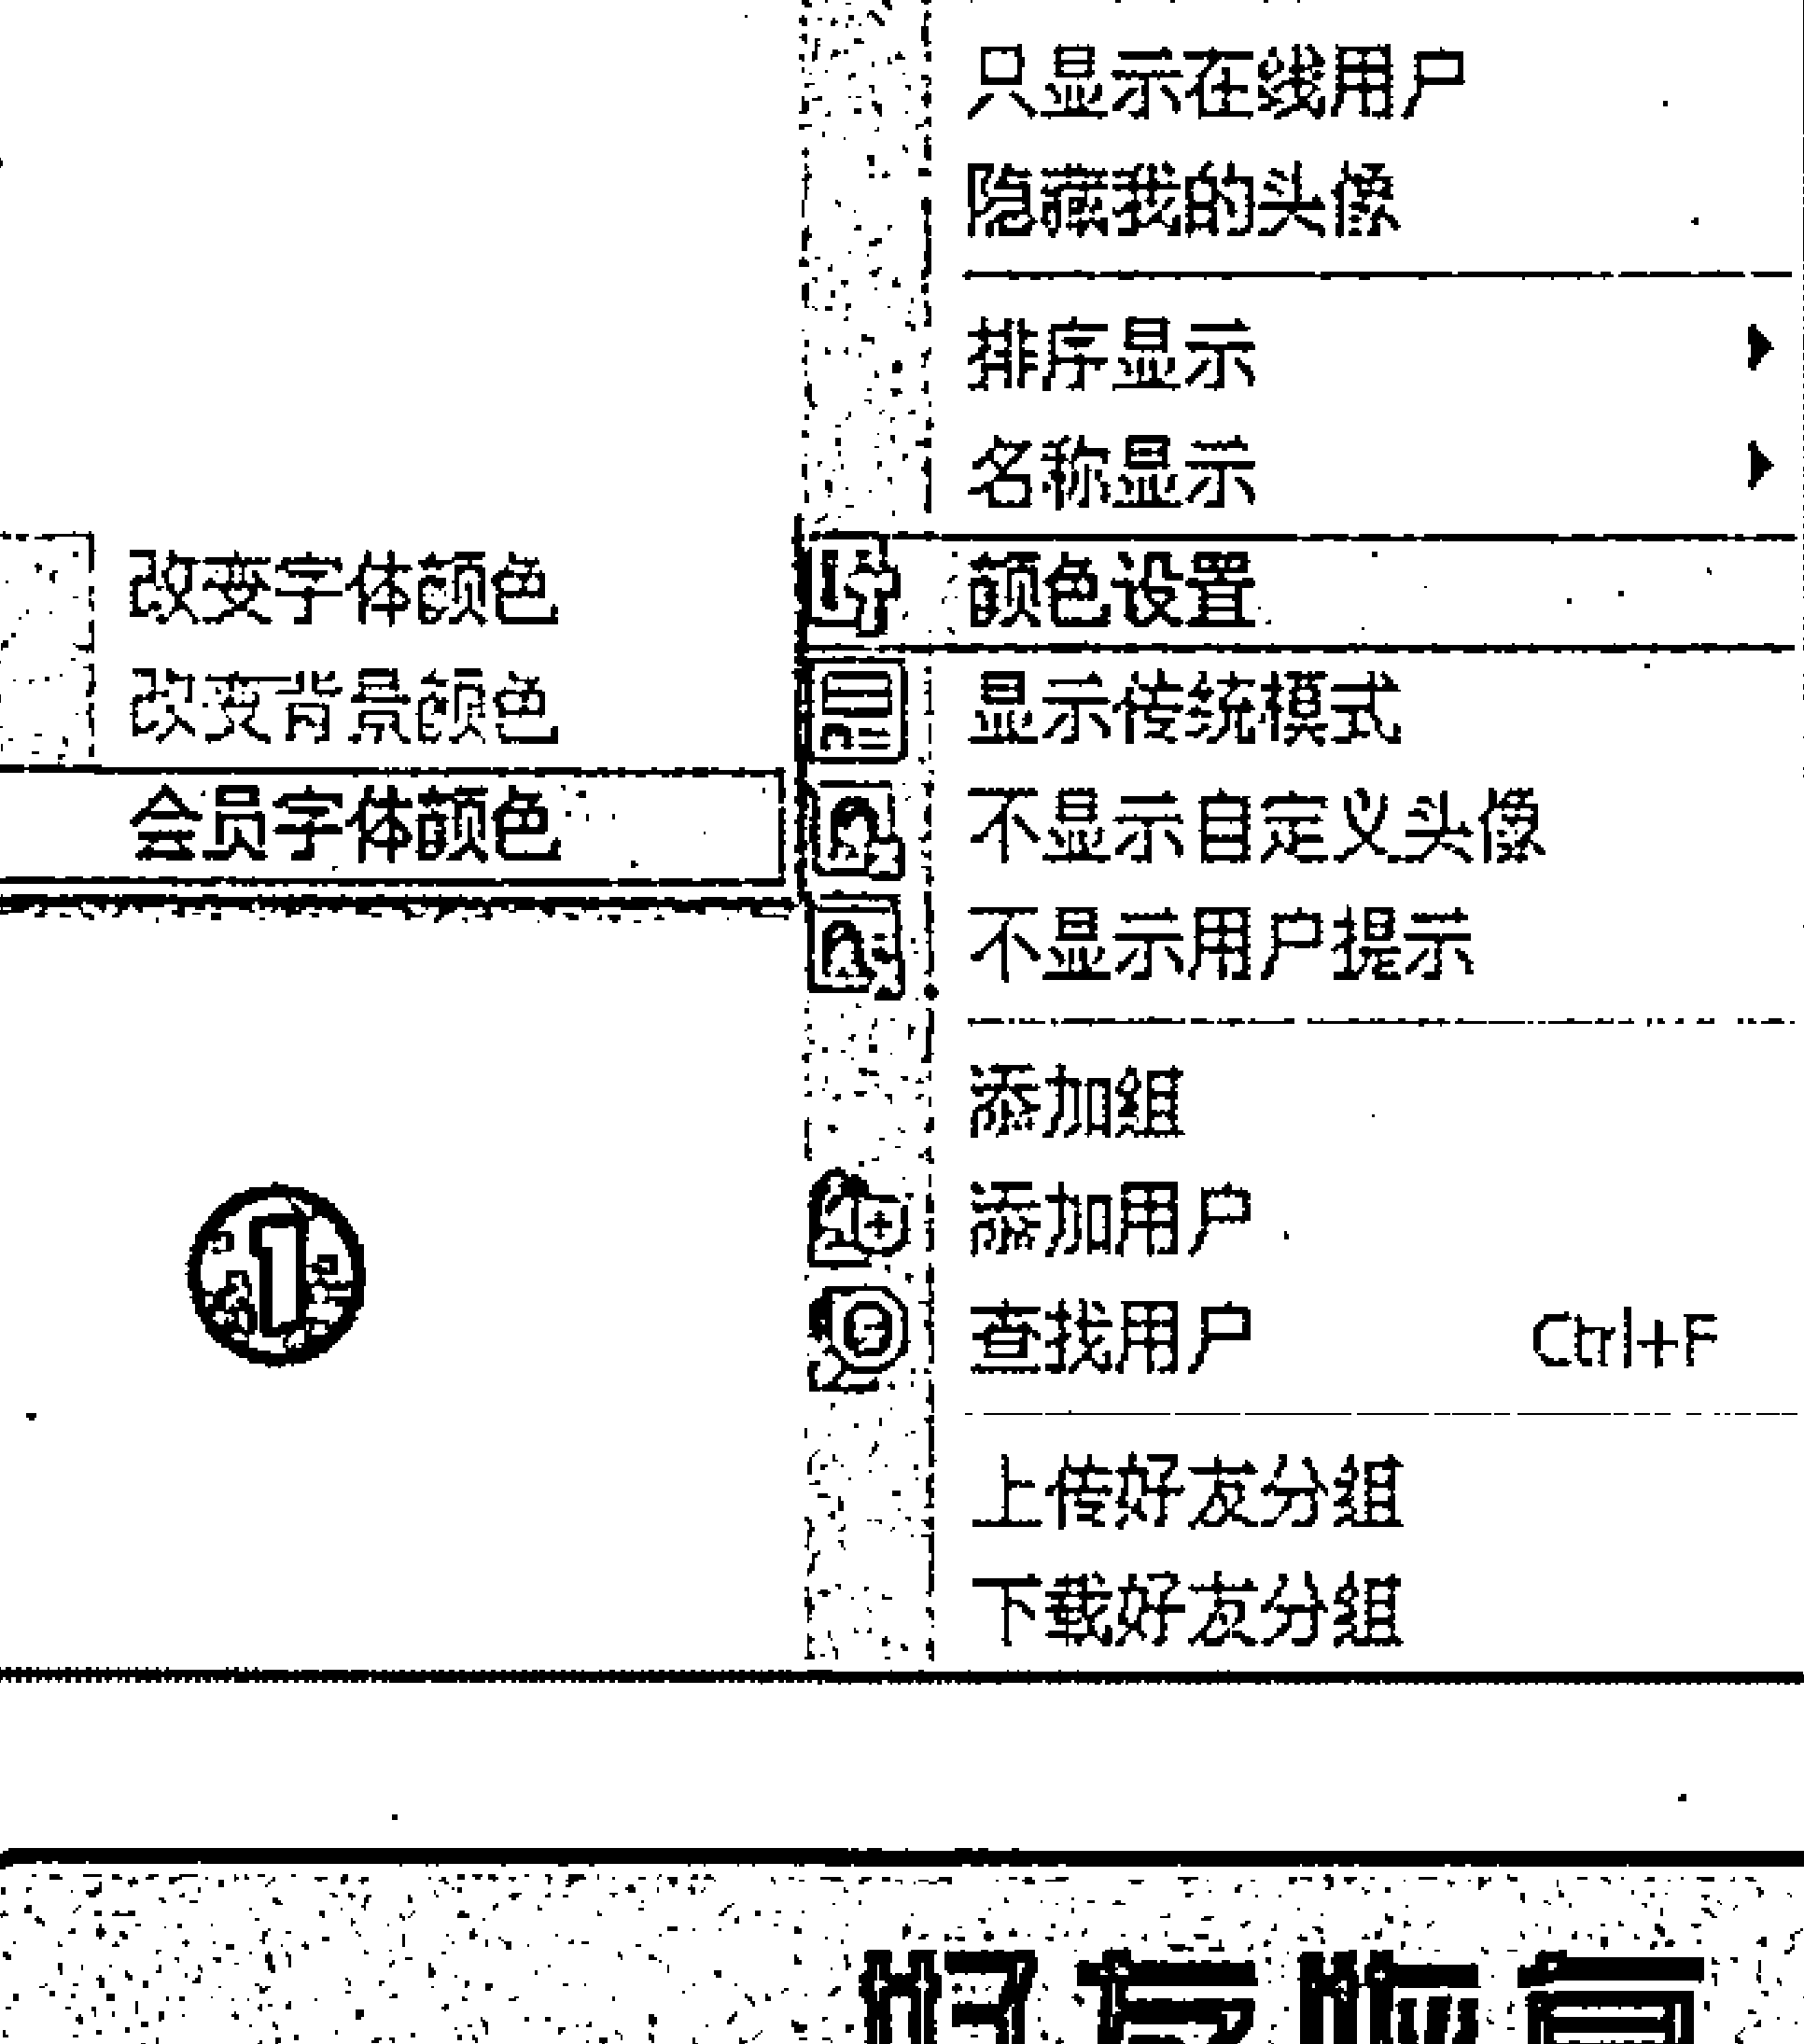 只显示在线用户
隐藏我的头像
排序显示
名称显示
颜色设置
改变字体颜色
改变背景颜色
会员字体颜色
显示传统模式
不显示自定义头像
不显示用户提示
添加组
添加用户
查找用户 Ctrl+F
上传好友分组
下载好友分组
1
好友